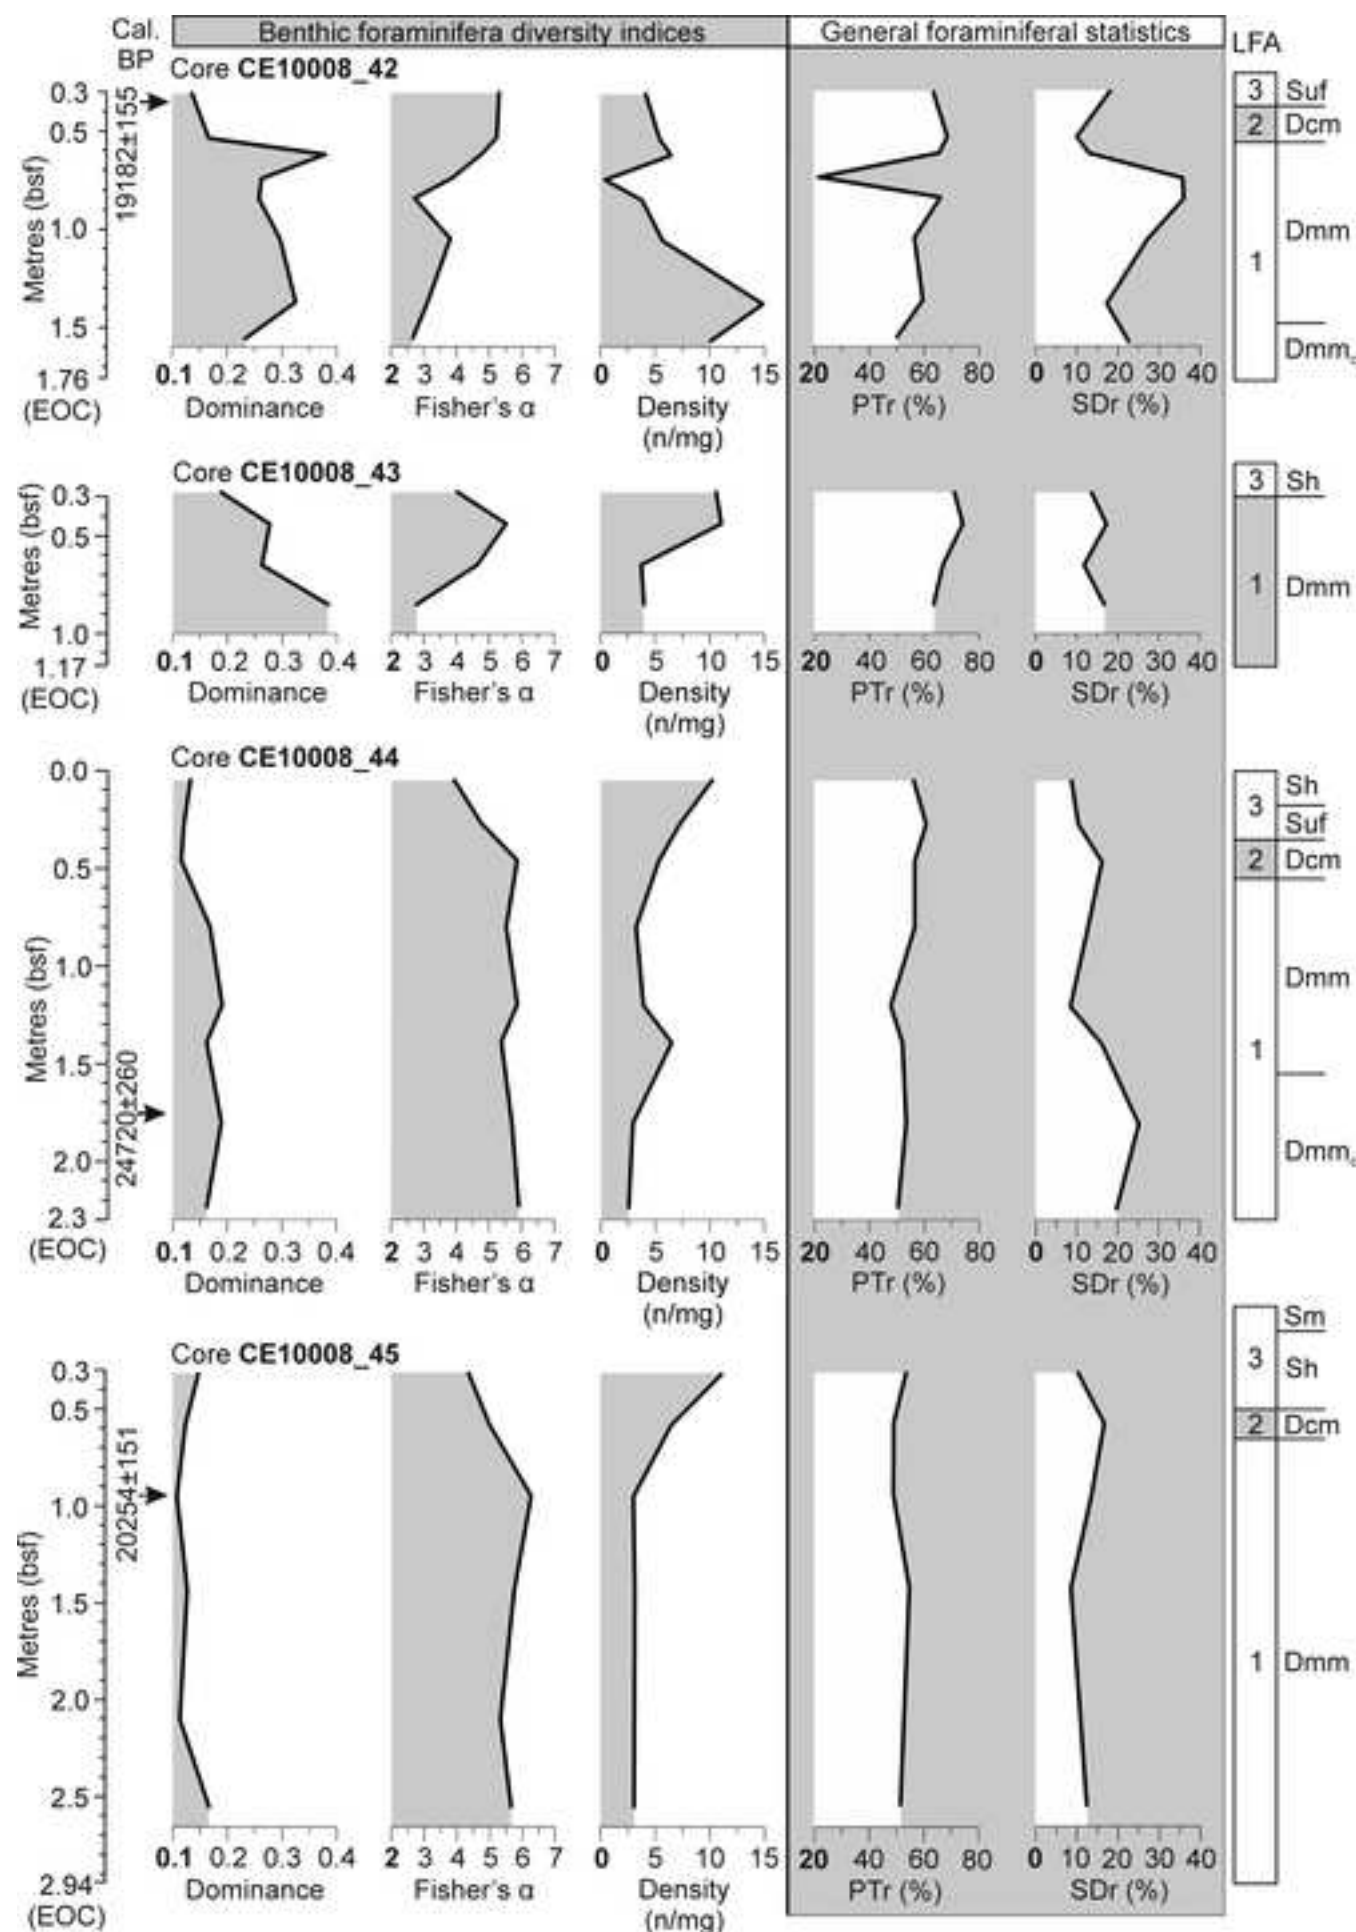 Cal. BP
Benthic foraminifera diversity indices
General foraminiferal statistics
LFA
Core CE10008_42
Metres (bsf)
0.3
0.5
1.0
1.5
1.76
(EOC)
19182±155
0.1 0.2 0.3 0.4
Dominance
2 3 4 5 6 7
Fisher's α
0 5 10 15
Density
(n/mg)
20 40 60 80
PTr (%)
0 10 20 30 40
SDr (%)
3 Suf
2 Dcm
1
Dmm
Core CE10008_43
Metres (bsf)
0.3
0.5
1.0
1.17
(EOC)
0.1 0.2 0.3 0.4
Dominance
2 3 4 5 6 7
Fisher's α
0 5 10 15
Density
(n/mg)
20 40 60 80
PTr (%)
0 10 20 30 40
SDr (%)
3 Sh
1 Dmm
Core CE10008_44
Metres (bsf)
0.0
0.5
1.0
1.5
2.0
2.3
(EOC)
24720±260
0.1 0.2 0.3 0.4
Dominance
2 3 4 5 6 7
Fisher's α
0 5 10 15
Density
(n/mg)
20 40 60 80
PTr (%)
0 10 20 30 40
SDr (%)
3
Sh
Suf
2 Dcm
1
Dmm
Core CE10008_45
Metres (bsf)
0.3
0.5
1.0
1.5
2.0
2.5
2.94
(EOC)
20254±151
0.1 0.2 0.3 0.4
Dominance
2 3 4 5 6 7
Fisher's α
0 5 10 15
Density
(n/mg)
20 40 60 80
PTr (%)
0 10 20 30 40
SDr (%)
Sm
3
Sh
2 Dcm
1 Dmm